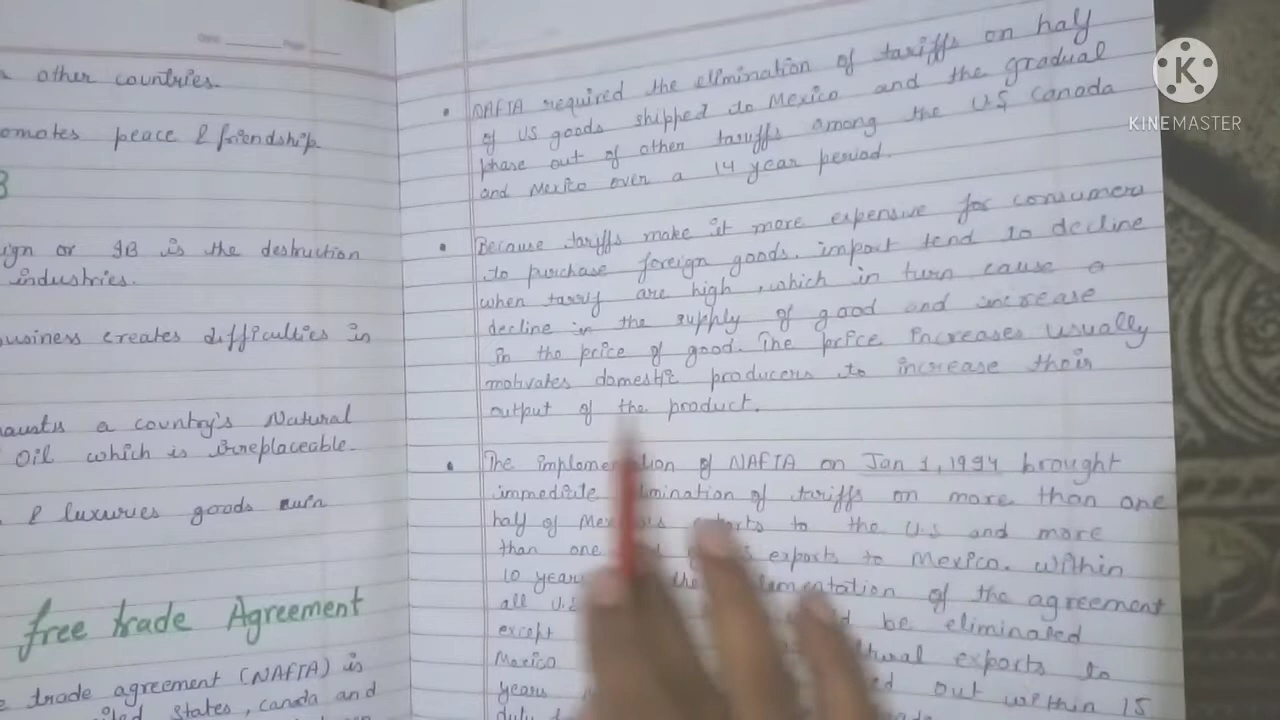 other countries.
omotes peace & friendship
ign or IB is the destruction
industries.
business creates difficulties in
hausts a country's Natural
Oil which is irreplaceable.
& luxuries goods
free trade Agreement
trade agreement (NAFTA) is
states, canada and
• NAFTA required the elimination of tariffs on half
of US goods shipped to Mexico and the gradual
phase out of other tariffs among the US Canada
and Mexico over a 14 year period.
• Because tariffs make it more expensive for consumers
to purchase foreign goods. import tend to decline
when tariff are high, which in turn cause a
decline in the supply of good and increase
in the price of good. The price increases usually
motivates domestic producers to increase their
output of the product.
• The implementation of NAFTA on Jan 1, 1994 brought
immediate elimination of tariffs on more than one
half of to the U.S and more
than one exports to Mexico. within
10 year the of the agreement
all U.S be eliminated
except
Mexico exports to
years out within 15
KINEMASTER